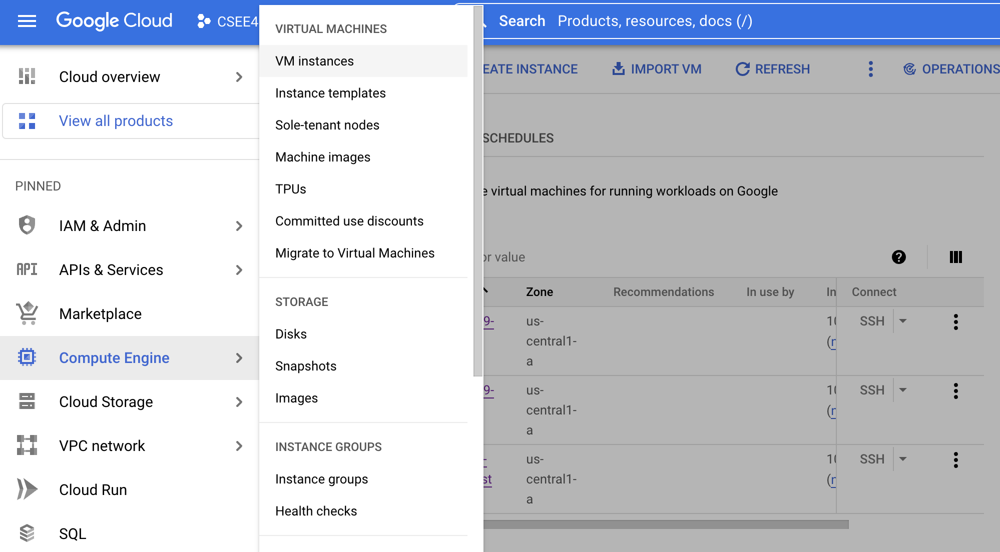 Google Cloud
CSEE4
Search Products, resources, docs (/)
Cloud overview
View all products
PINNED
IAM & Admin
API
APIs & Services
Marketplace
Compute Engine
Cloud Storage
VPC network
Cloud Run
SQL
VIRTUAL MACHINES
VM instances
Instance templates
Sole-tenant nodes
Machine images
TPUs
Committed use discounts
Migrate to Virtual Machines
STORAGE
Disks
Snapshots
Images
INSTANCE GROUPS
Instance groups
Health checks
EATE INSTANCE
IMPORT VM
REFRESH
OPERATIONS
SCHEDULES
e virtual machines for running workloads on Google
or value
Zone Recommendations In use by In Connect
9- us- 10 SSH
central1- (n
a
9- us- 10 SSH
central1- (n
a
- us- 10 SSH
st central1- (n
a